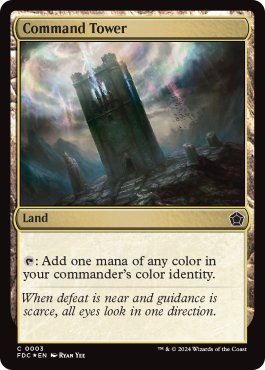 Command Tower
Land
: Add one mana of any color in
your commander's color identity.
When defeat is near and guidance is
scarce, all eyes look in one direction.
C 0003
FDC★EN Ryan Yee
™ & © 2024 Wizards of the Coast